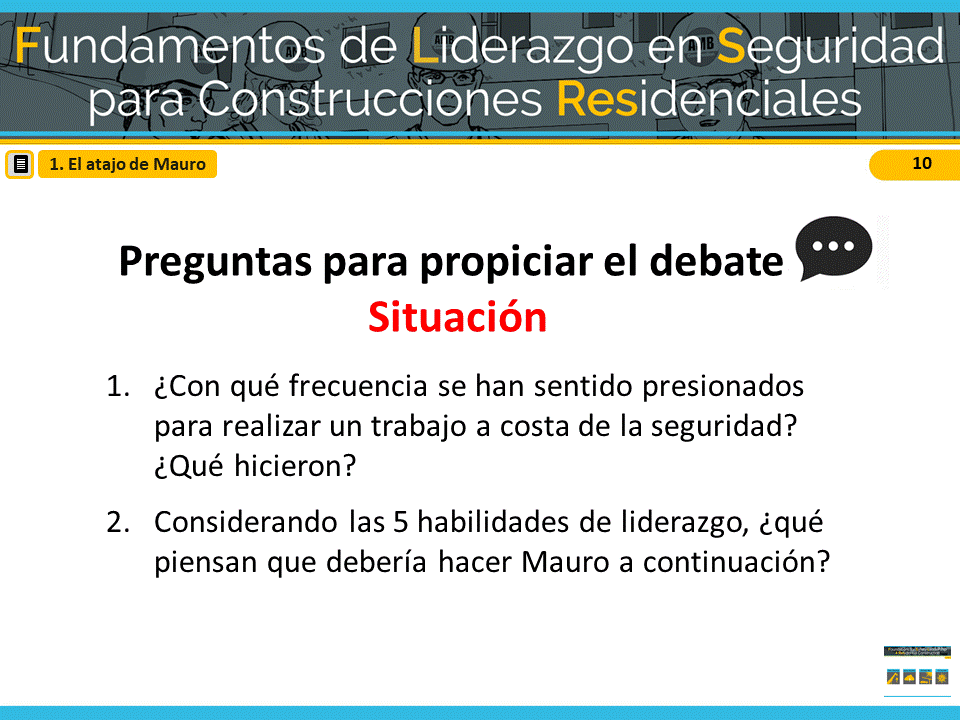 Fundamentos de Liderazgo en Seguridad
para Construcciones Residenciales
1. El atajo de Mauro
10
Preguntas para propiciar el debate
Situación
1. ¿Con qué frecuencia se han sentido presionados
para realizar un trabajo a costa de la seguridad?
¿Qué hicieron?
2. Considerando las 5 habilidades de liderazgo, ¿qué
piensan que debería hacer Mauro a continuación?